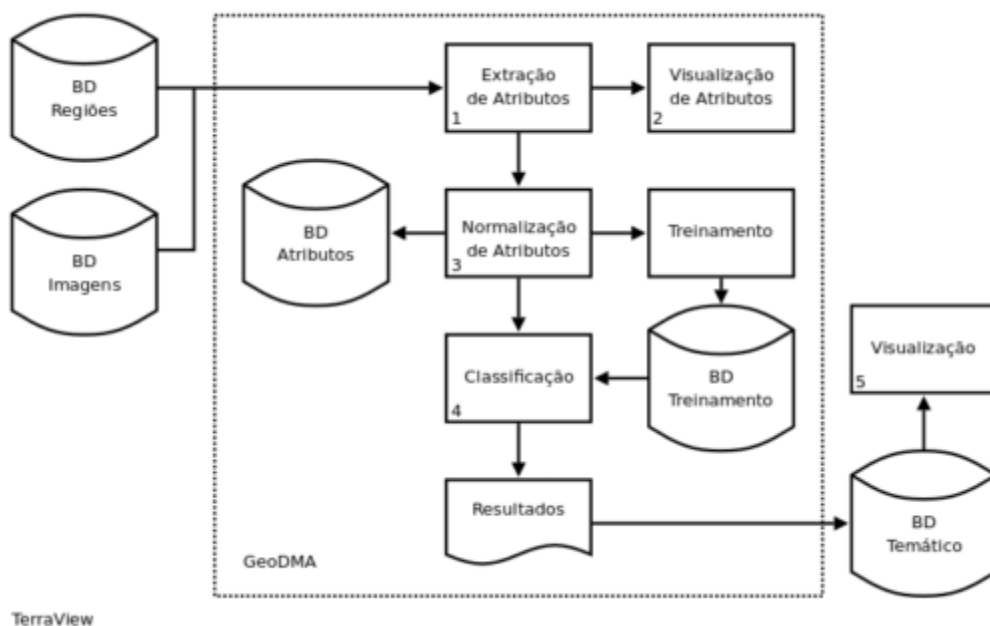 BD
Regiões
Extração
de Atributos
1
Visualização
de Atributos
2
BD
Imagens
BD
Atributos
Normalização
de Atributos
3
Treinamento
Classificação
4
BD
Treinamento
Visualização
5
Resultados
BD
Temático
GeoDMA
TerraView